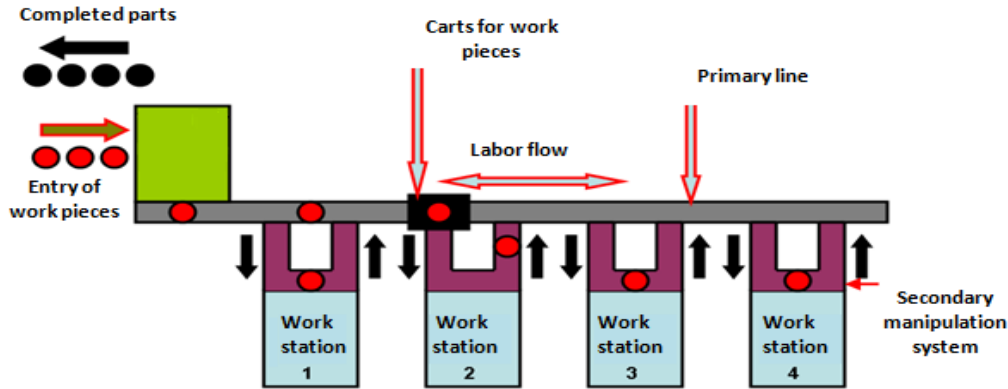 Completed parts
Carts for work
pieces
Primary line
Labor flow
Entry of
work pieces
Work
station
1
Work
station
2
Work
station
3
Work
station
4
Secondary
manipulation
system